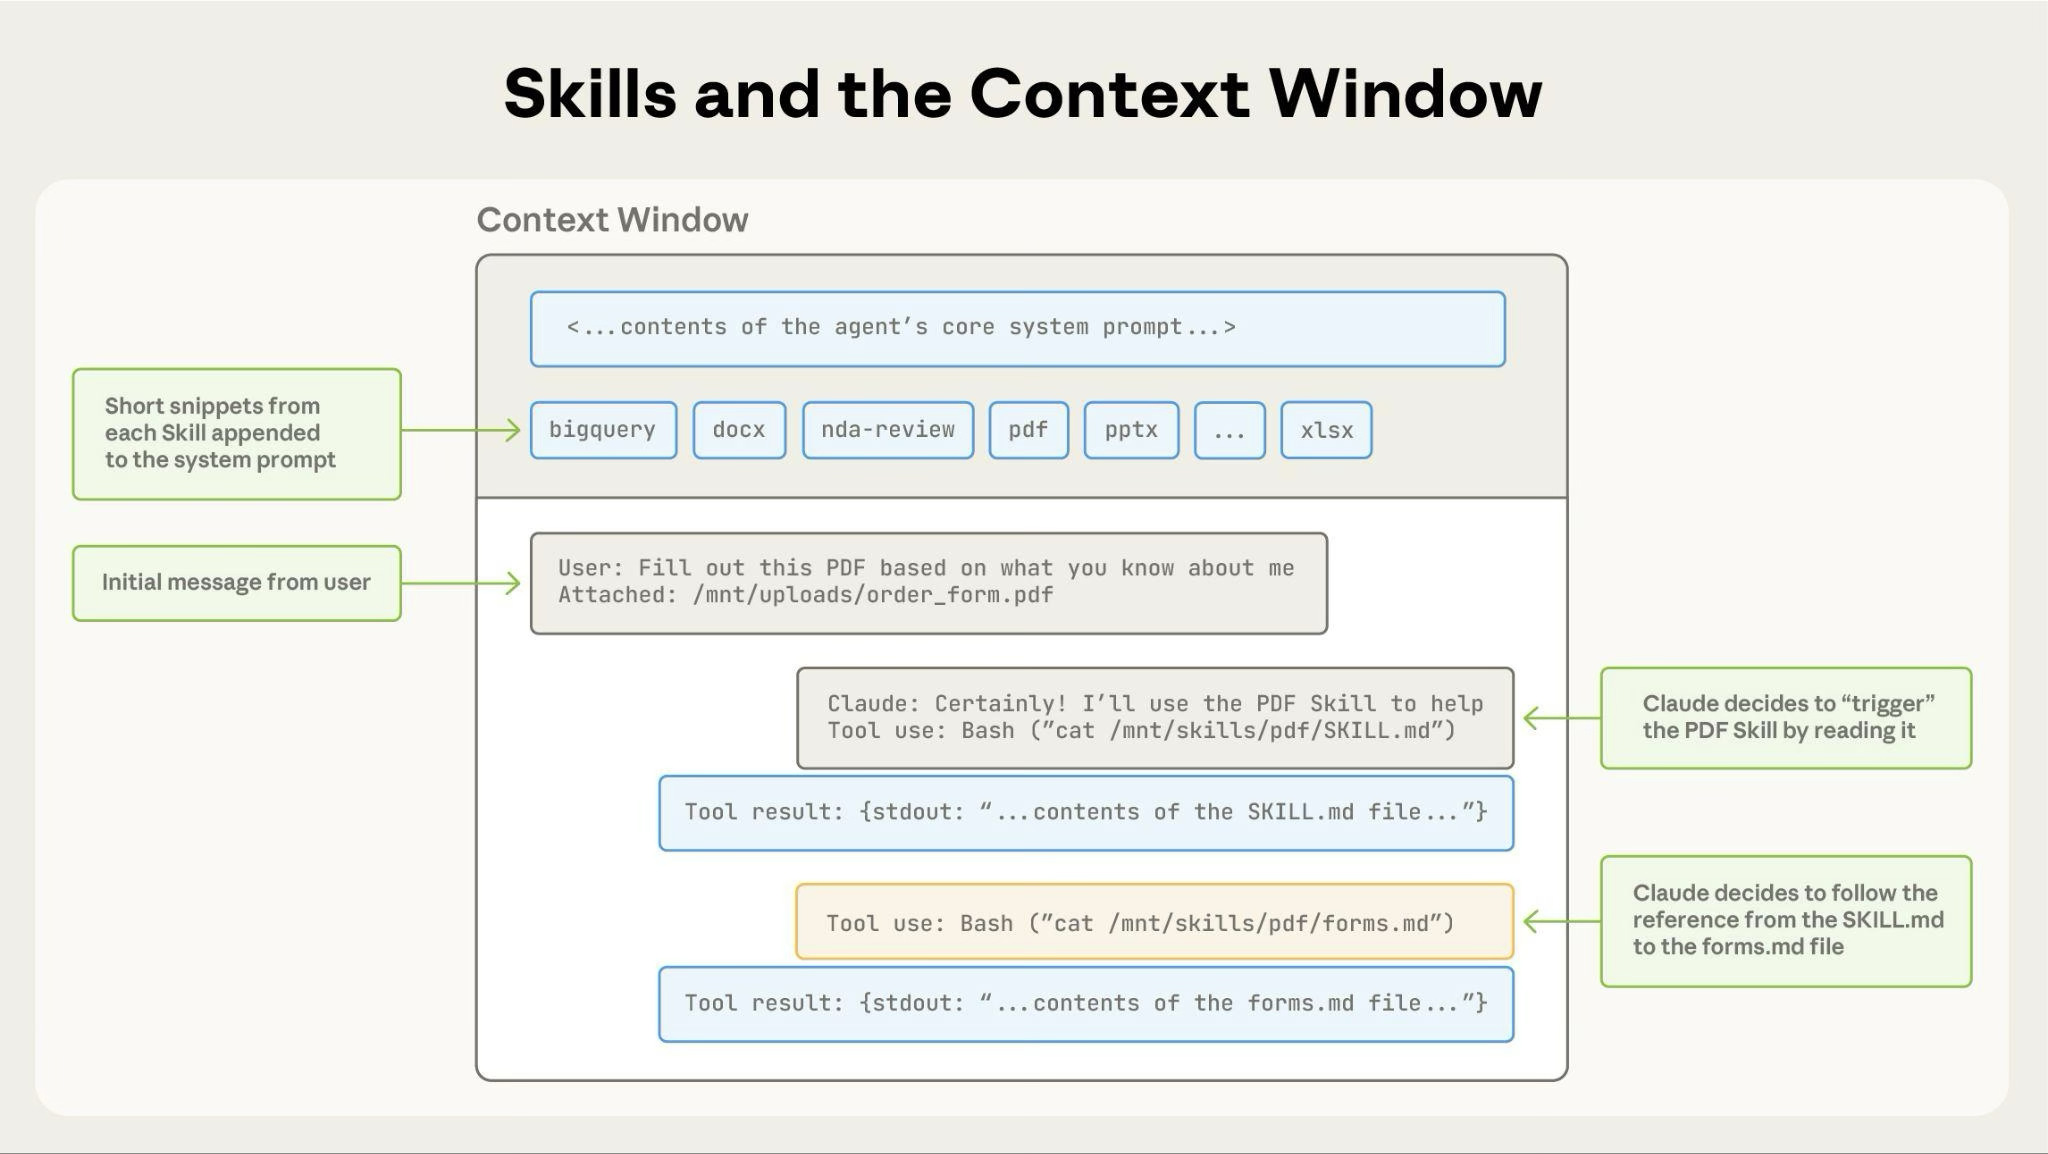 Skills and the Context Window
Context Window
<...contents of the agent’s core system prompt...>
Short snippets from
each Skill appended
to the system prompt
bigquery
docx
nda-review
pdf
pptx
...
xlsx
Initial message from user
User: Fill out this PDF based on what you know about me
Attached: /mnt/uploads/order_form.pdf
Claude: Certainly! I’ll use the PDF Skill to help
Tool use: Bash (”cat /mnt/skills/pdf/SKILL.md”)
Claude decides to “trigger”
the PDF Skill by reading it
Tool result: {stdout: “...contents of the SKILL.md file...”}
Tool use: Bash (”cat /mnt/skills/pdf/forms.md”)
Claude decides to follow the
reference from the SKILL.md
to the forms.md file
Tool result: {stdout: “...contents of the forms.md file...”}